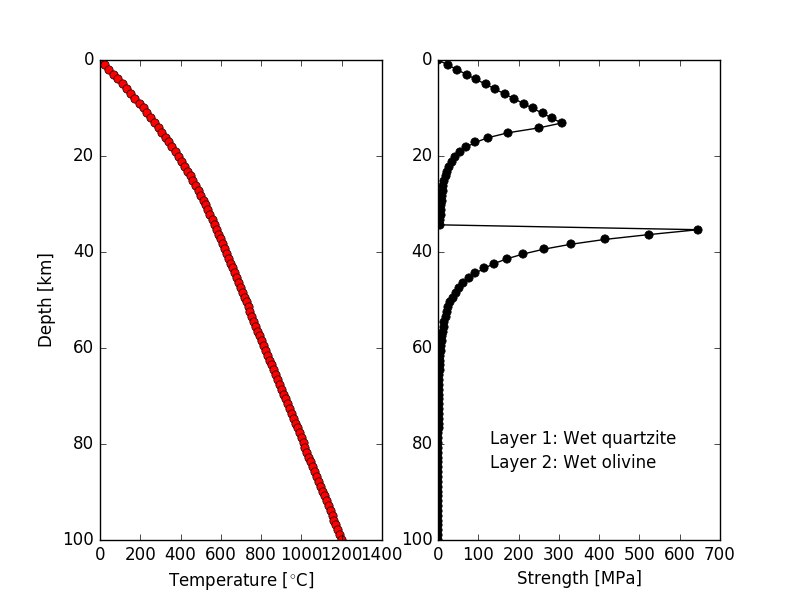 0
20
40
60
80
100
Depth [km]
0 200 400 600 800 1000 1200 1400
Temperature [°C]
0
20
40
60
80
100
Layer 1: Wet quartzite
Layer 2: Wet olivine
0 100 200 300 400 500 600 700
Strength [MPa]